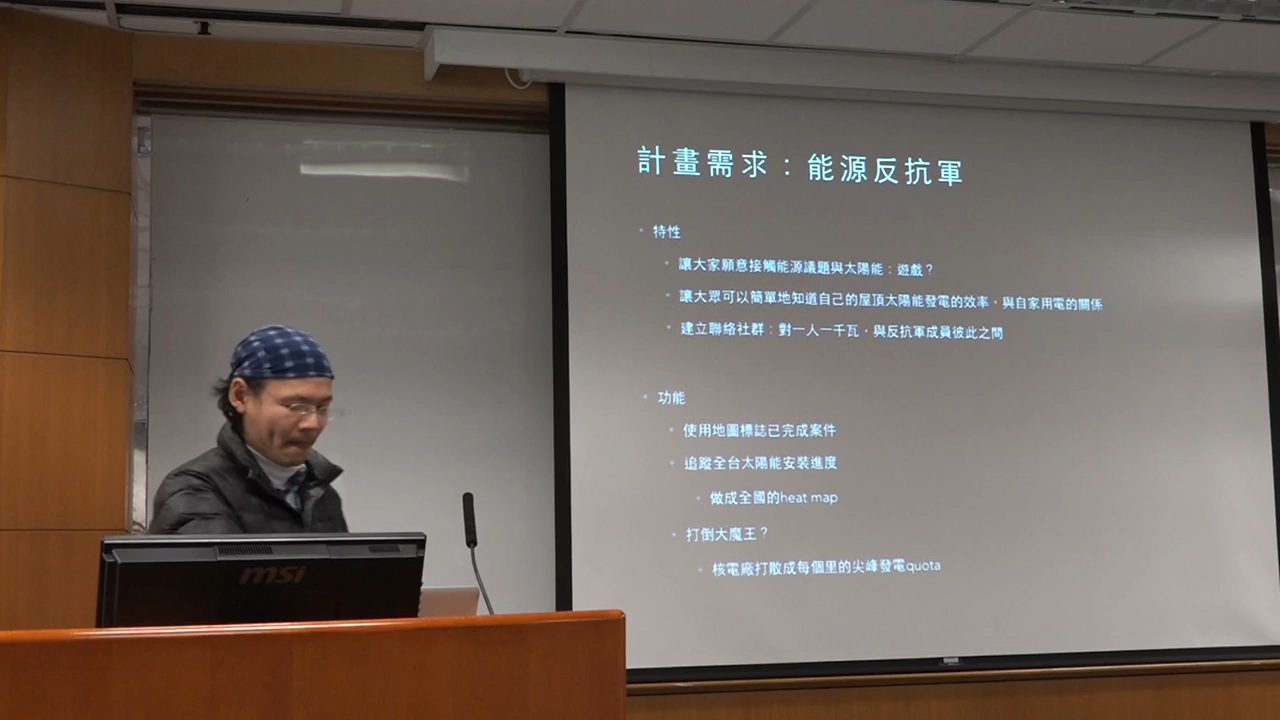 計畫需求：能源反抗軍
特性
讓大家願意接觸能源議題與太陽能：遊戲？
讓大眾可以簡單地知道自己的屋頂太陽能發電的效率，與自家用電的關係
建立聯絡社群：對一人一千瓦，與反抗軍成員彼此之間
功能
使用地圖標誌已完成案件
追蹤全台太陽能安裝進度
做成全國的heat map
打倒大魔王？
核電廠打散成每個里的尖峰發電quota
msi